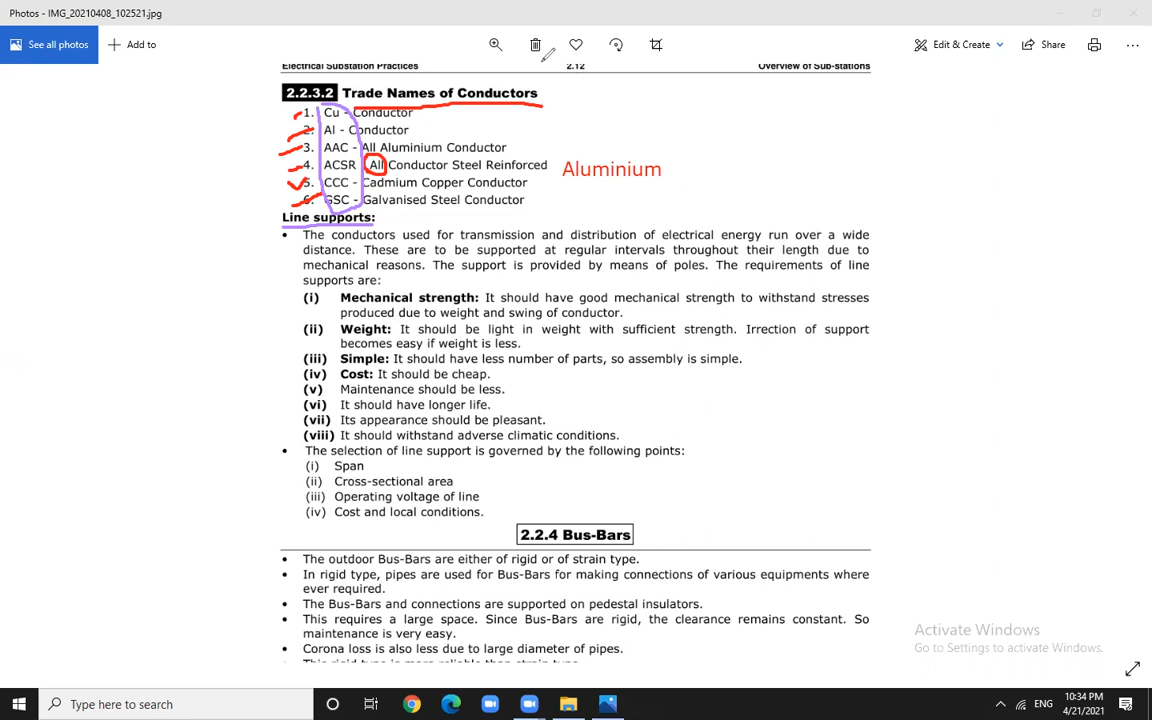 Photos - IMG_20210408_102521.jpg
See all photos
Add to
Edit & Create
Share
Electrical Substation Practices 2.12 Overview of Sub-stations
2.2.3.2 Trade Names of Conductors
1. Cu - Conductor
2. Al - Conductor
3. AAC - All Aluminium Conductor
4. ACSR All Conductor Steel Reinforced Aluminium
5. CCC - Cadmium Copper Conductor
6. GSC - Galvanised Steel Conductor
Line supports:
• The conductors used for transmission and distribution of electrical energy run over a wide
distance. These are to be supported at regular intervals throughout their length due to
mechanical reasons. The support is provided by means of poles. The requirements of line
supports are:
(i) Mechanical strength: It should have good mechanical strength to withstand stresses
produced due to weight and swing of conductor.
(ii) Weight: It should be light in weight with sufficient strength. Irrection of support
becomes easy if weight is less.
(iii) Simple: It should have less number of parts, so assembly is simple.
(iv) Cost: It should be cheap.
(v) Maintenance should be less.
(vi) It should have longer life.
(vii) Its appearance should be pleasant.
(viii) It should withstand adverse climatic conditions.
• The selection of line support is governed by the following points:
(i) Span
(ii) Cross-sectional area
(iii) Operating voltage of line
(iv) Cost and local conditions.
2.2.4 Bus-Bars
• The outdoor Bus-Bars are either of rigid or of strain type.
• In rigid type, pipes are used for Bus-Bars for making connections of various equipments where
ever required.
• The Bus-Bars and connections are supported on pedestal insulators.
• This requires a large space. Since Bus-Bars are rigid, the clearance remains constant. So
maintenance is very easy.
• Corona loss is also less due to large diameter of pipes.
• This rigid type is more reliable than strain type
Activate Windows
Go to Settings to activate Windows.
Type here to search
ENG
10:34 PM
4/21/2021